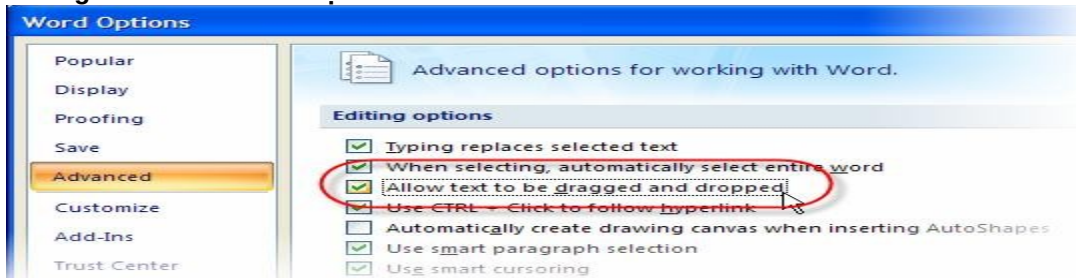 Word Options
Popular
Display
Proofing
Save
Advanced
Customize
Add-Ins
Trust Center
Advanced options for working with Word.
Editing options
Typing replaces selected text
When selecting, automatically select entire word
Allow text to be dragged and dropped
Use CTRL + Click to follow hyperlink
Automatically create drawing canvas when inserting AutoShapes
Use smart paragraph selection
Use smart cursoring